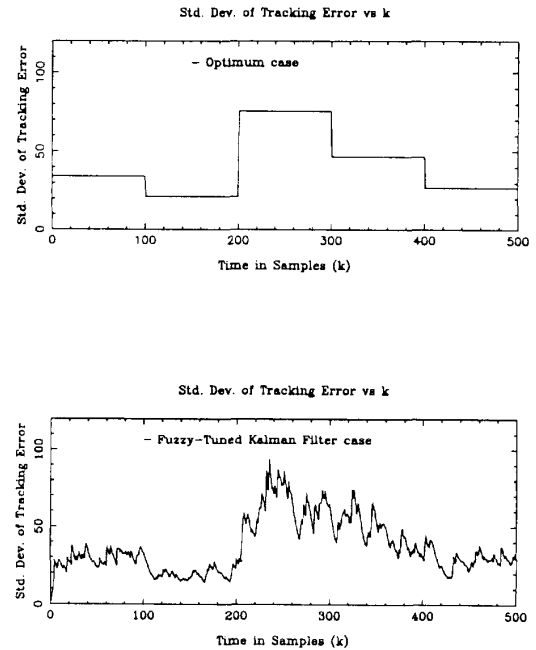 Std. Dev. of Tracking Error vs k
Std. Dev. of Tracking Error
100
50
0
– Optimum case
0 100 200 300 400 500
Time in Samples (k)
Std. Dev. of Tracking Error vs k
Std. Dev. of Tracking Error
100
50
0
– Fuzzy-Tuned Kalman Filter case
0 100 200 300 400 500
Time in Samples (k)